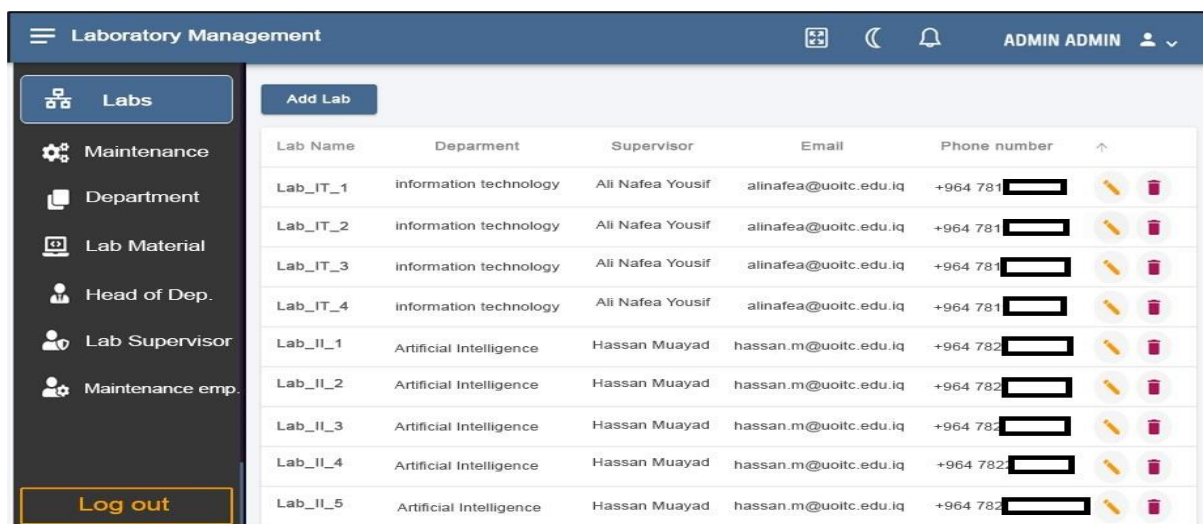 Laboratory Management
ADMIN ADMIN
Labs
Maintenance
Department
Lab Material
Head of Dep.
Lab Supervisor
Maintenance emp.
Log out
Add Lab
Lab Name Deparment Supervisor Email Phone number
Lab_IT_1 information technology Ali Nafea Yousif alinafea@uoitc.edu.iq +964 781
Lab_IT_2 information technology Ali Nafea Yousif alinafea@uoitc.edu.iq +964 781
Lab_IT_3 information technology Ali Nafea Yousif alinafea@uoitc.edu.iq +964 781
Lab_IT_4 information technology Ali Nafea Yousif alinafea@uoitc.edu.iq +964 781
Lab_II_1 Artificial Intelligence Hassan Muayad hassan.m@uoitc.edu.iq +964 782
Lab_II_2 Artificial Intelligence Hassan Muayad hassan.m@uoitc.edu.iq +964 782
Lab_II_3 Artificial Intelligence Hassan Muayad hassan.m@uoitc.edu.iq +964 782
Lab_II_4 Artificial Intelligence Hassan Muayad hassan.m@uoitc.edu.iq +964 782
Lab_II_5 Artificial Intelligence Hassan Muayad hassan.m@uoitc.edu.iq +964 782